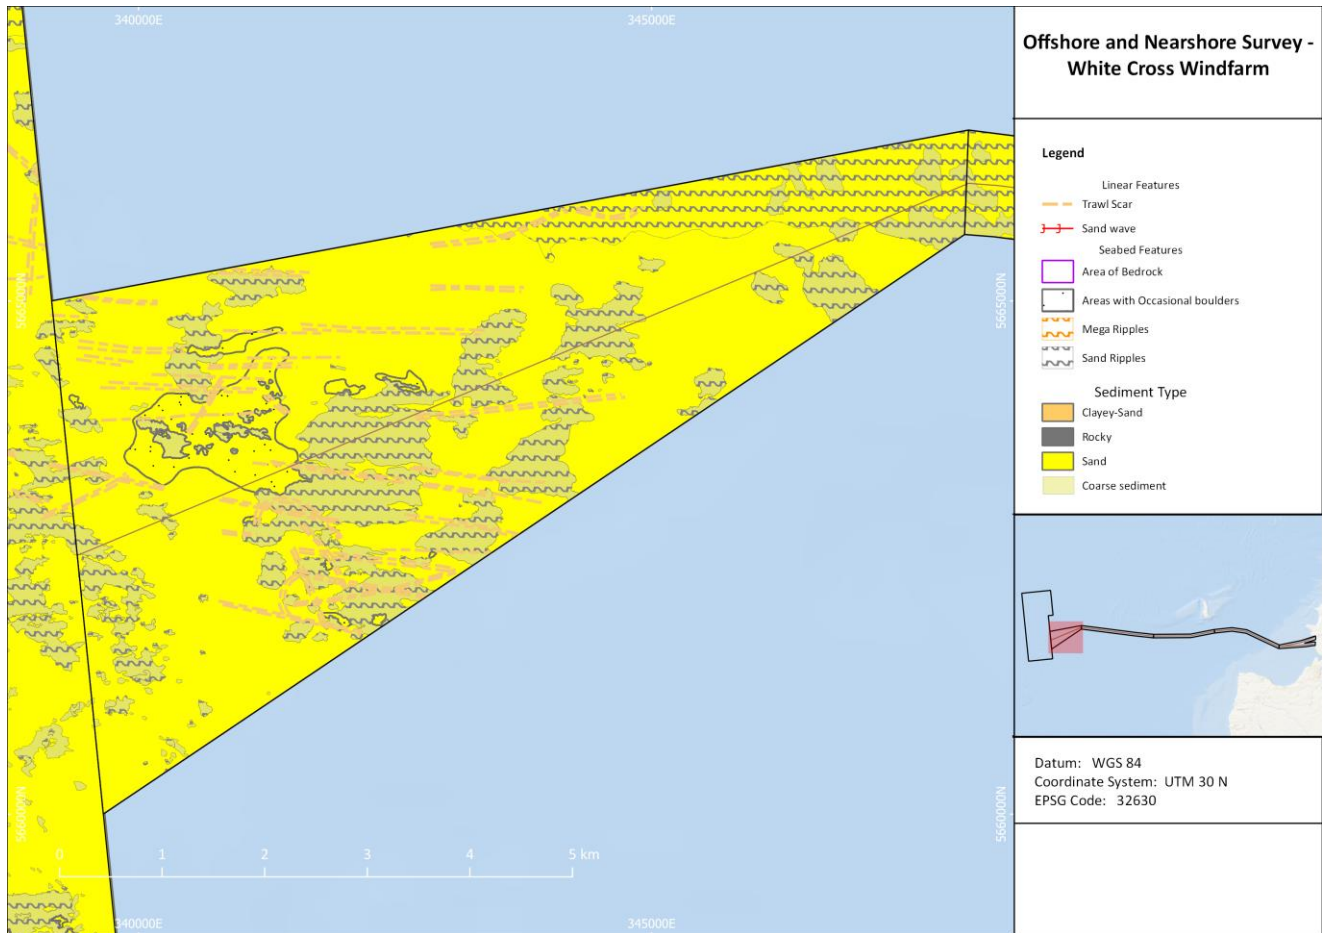 340000E
345000E
5665000N
5665000N
5660000N
5660000N
0 1 2 3 4 5 km
340000E
345000E
Offshore and Nearshore Survey -
White Cross Windfarm
Legend
Linear Features
Trawl Scar
Sand wave
Seabed Features
Area of Bedrock
Areas with Occasional boulders
Mega Ripples
Sand Ripples
Sediment Type
Clayey-Sand
Rocky
Sand
Coarse sediment
Datum: WGS 84
Coordinate System: UTM 30 N
EPSG Code: 32630